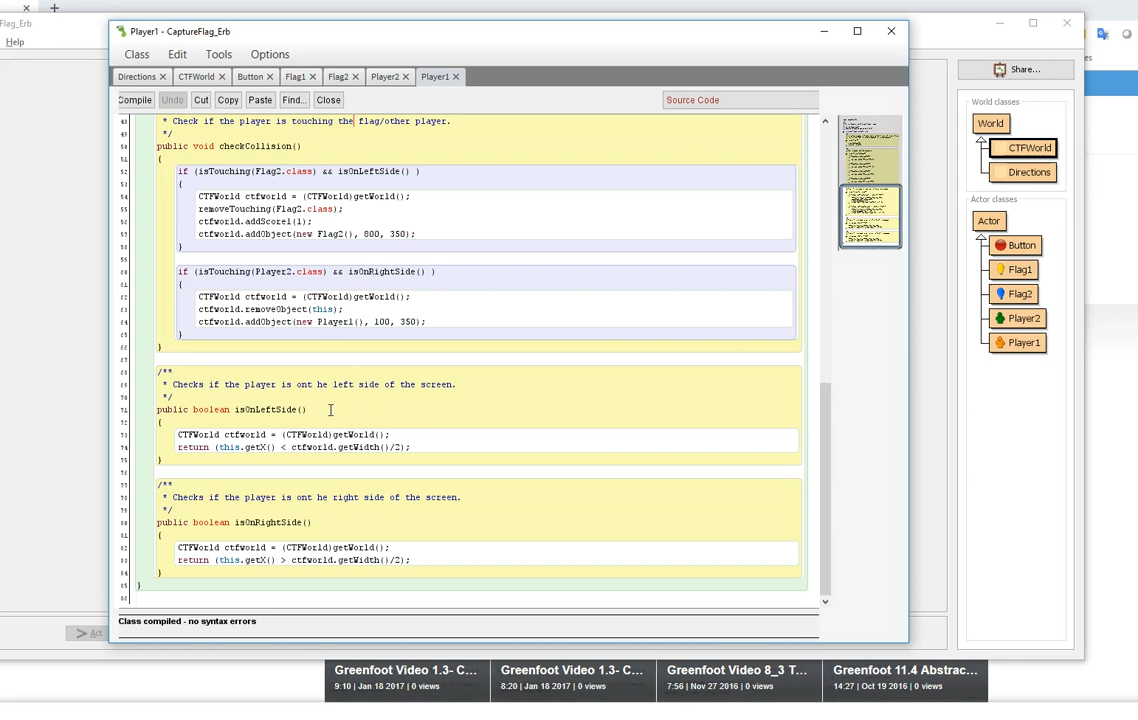 Flag_Erb
Help
Player1 - CaptureFlag_Erb
Class Edit Tools Options
Directions CTFWorld Button Flag1 Flag2 Player2 Player1
Compile Undo Cut Copy Paste Find... Close
Source Code
* Check if the player is touching the flag/other player.
*/
public void checkCollision()
{
if (isTouching(Flag2.class) && isOnLeftSide() )
{
CTFWorld ctfworld = (CTFWorld)getWorld();
removeTouching(Flag2.class);
ctfworld.addScore1(1);
ctfworld.addObject(new Flag2(), 800, 350);
}
if (isTouching(Player2.class) && isOnRightSide() )
{
CTFWorld ctfworld = (CTFWorld)getWorld();
ctfworld.removeObject(this);
ctfworld.addObject(new Player1(), 100, 350);
}
}
/**
* Checks if the player is ont he left side of the screen.
*/
public boolean isOnLeftSide()
{
CTFWorld ctfworld = (CTFWorld)getWorld();
return (this.getX() < ctfworld.getWidth()/2);
}
/**
* Checks if the player is ont he right side of the screen.
*/
public boolean isOnRightSide()
{
CTFWorld ctfworld = (CTFWorld)getWorld();
return (this.getX() > ctfworld.getWidth()/2);
}
}
Class compiled - no syntax errors
Share...
World classes
World
CTFWorld
Directions
Actor classes
Actor
Button
Flag1
Flag2
Player2
Player1
Act
Greenfoot Video 1.3- C...
9:10 | Jan 18 2017 | 0 views
Greenfoot Video 1.3- C...
8:20 | Jan 18 2017 | 0 views
Greenfoot Video 8_3 T...
7:56 | Nov 27 2016 | 0 views
Greenfoot 11.4 Abstrac...
14:27 | Oct 19 2016 | 0 views